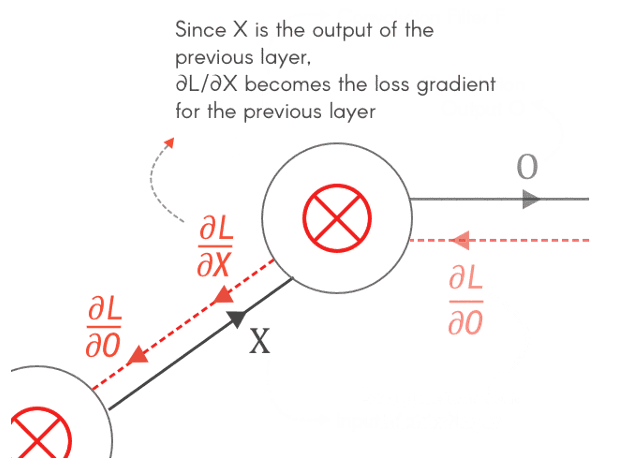 Since X is the output of the
previous layer,
∂L/∂X becomes the loss gradient
for the previous layer
O
∂L
∂X
∂L
∂O
∂L
∂O
X